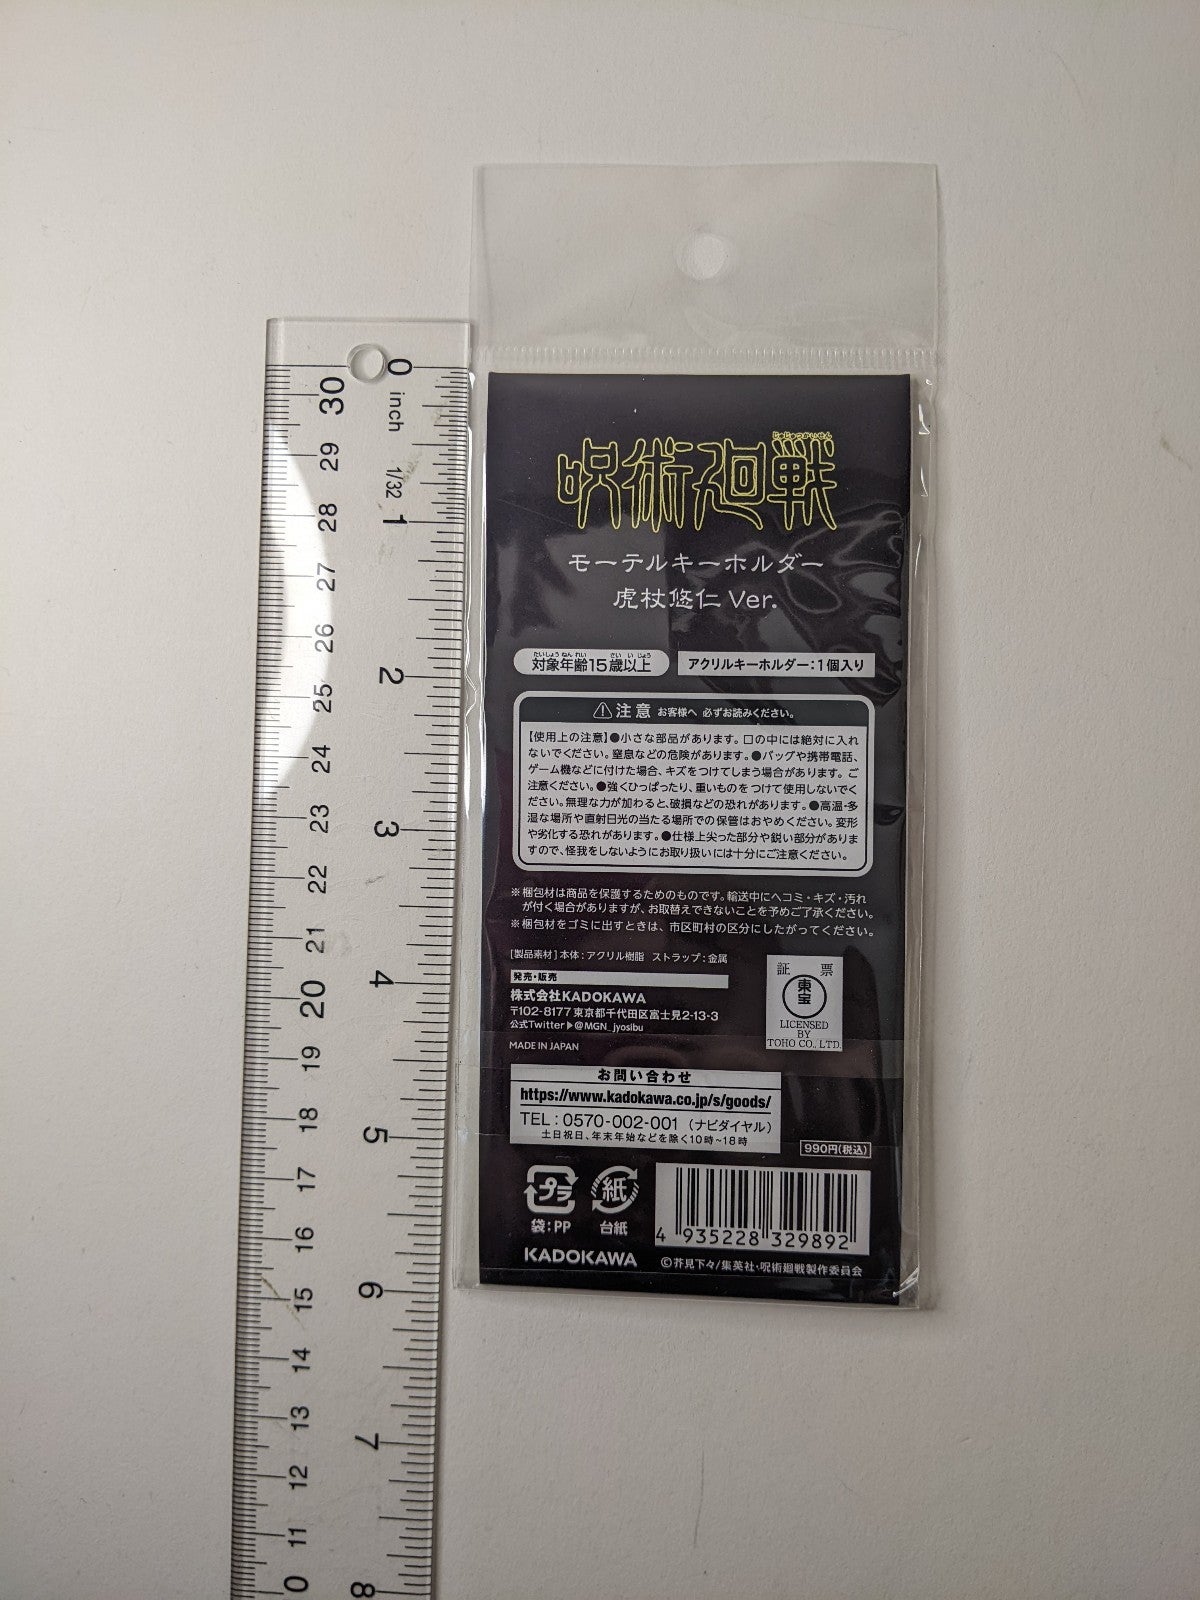 0
inch
1/32
1
2
3
4
5
6
7
8
30
29
28
27
26
25
24
23
22
21
20
19
18
17
16
15
14
13
12
11
0
じゅじゅつかいせん
呪術廻戦
モーテルキーホルダー
虎杖悠仁 Ver.
たいしょう ねん れい さい い じょう
対象年齢15歳以上
アクリルキーホルダー:1個入り
注意 お客様へ 必ずお読みください。
【使用上の注意】●小さな部品があります。口の中には絶対に入れ
ないでください。窒息などの危険があります。●バッグや携帯電話、
ゲーム機などに付けた場合、キズをつけてしまう場合があります。ご
注意ください。●強くひっぱったり、重いものをつけて使用しないでく
ださい。無理な力が加わると、破損などの恐れがあります。●高温・多
湿な場所や直射日光の当たる場所での保管はおやめください。変形
や劣化する恐れがあります。●仕様上尖った部分や鋭い部分がありま
すので、怪我をしないようにお取り扱いには十分にご注意ください。
※梱包材は商品を保護するためのものです。輸送中にヘコミ・キズ・汚れ
が付く場合がありますが、お取替えできないことを予めご了承ください。
※梱包材をゴミに出すときは、市区町村の区分にしたがってください。
[製品素材] 本体:アクリル樹脂 ストラップ:金属
発売・販売
株式会社KADOKAWA
〒102-8177 東京都千代田区富士見2-13-3
公式Twitter▶@MGN_jyosibu
MADE IN JAPAN
証 票
東宝
LICENSED
BY
TOHO CO., LTD.
お問い合わせ
https://www.kadokawa.co.jp/s/goods/
TEL:0570-002-001 (ナビダイヤル)
土日祝日、年末年始などを除く10時~18時
990円(税込)
プラ
袋:PP
紙
台紙
4 935228 329892
KADOKAWA
©芥見下々/集英社・呪術廻戦製作委員会